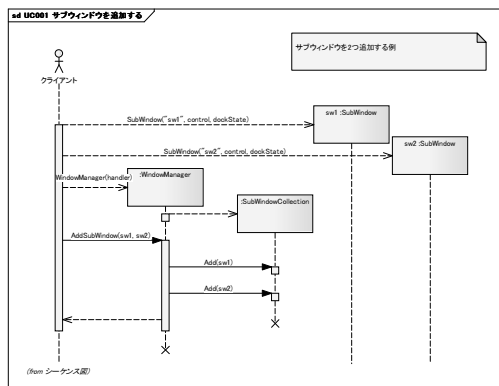 sd UC001 サブウィンドウを追加する
サブウィンドウを2つ追加する例
クライアント
SubWindow("sw1", control, dockState)
sw1 :SubWindow
SubWindow("sw2", control, dockState)
sw2 :SubWindow
WindowManager(handler)
:WindowManager
:SubWindowCollection
AddSubWindow(sw1, sw2)
Add(sw1)
Add(sw2)
(from シーケンス図)